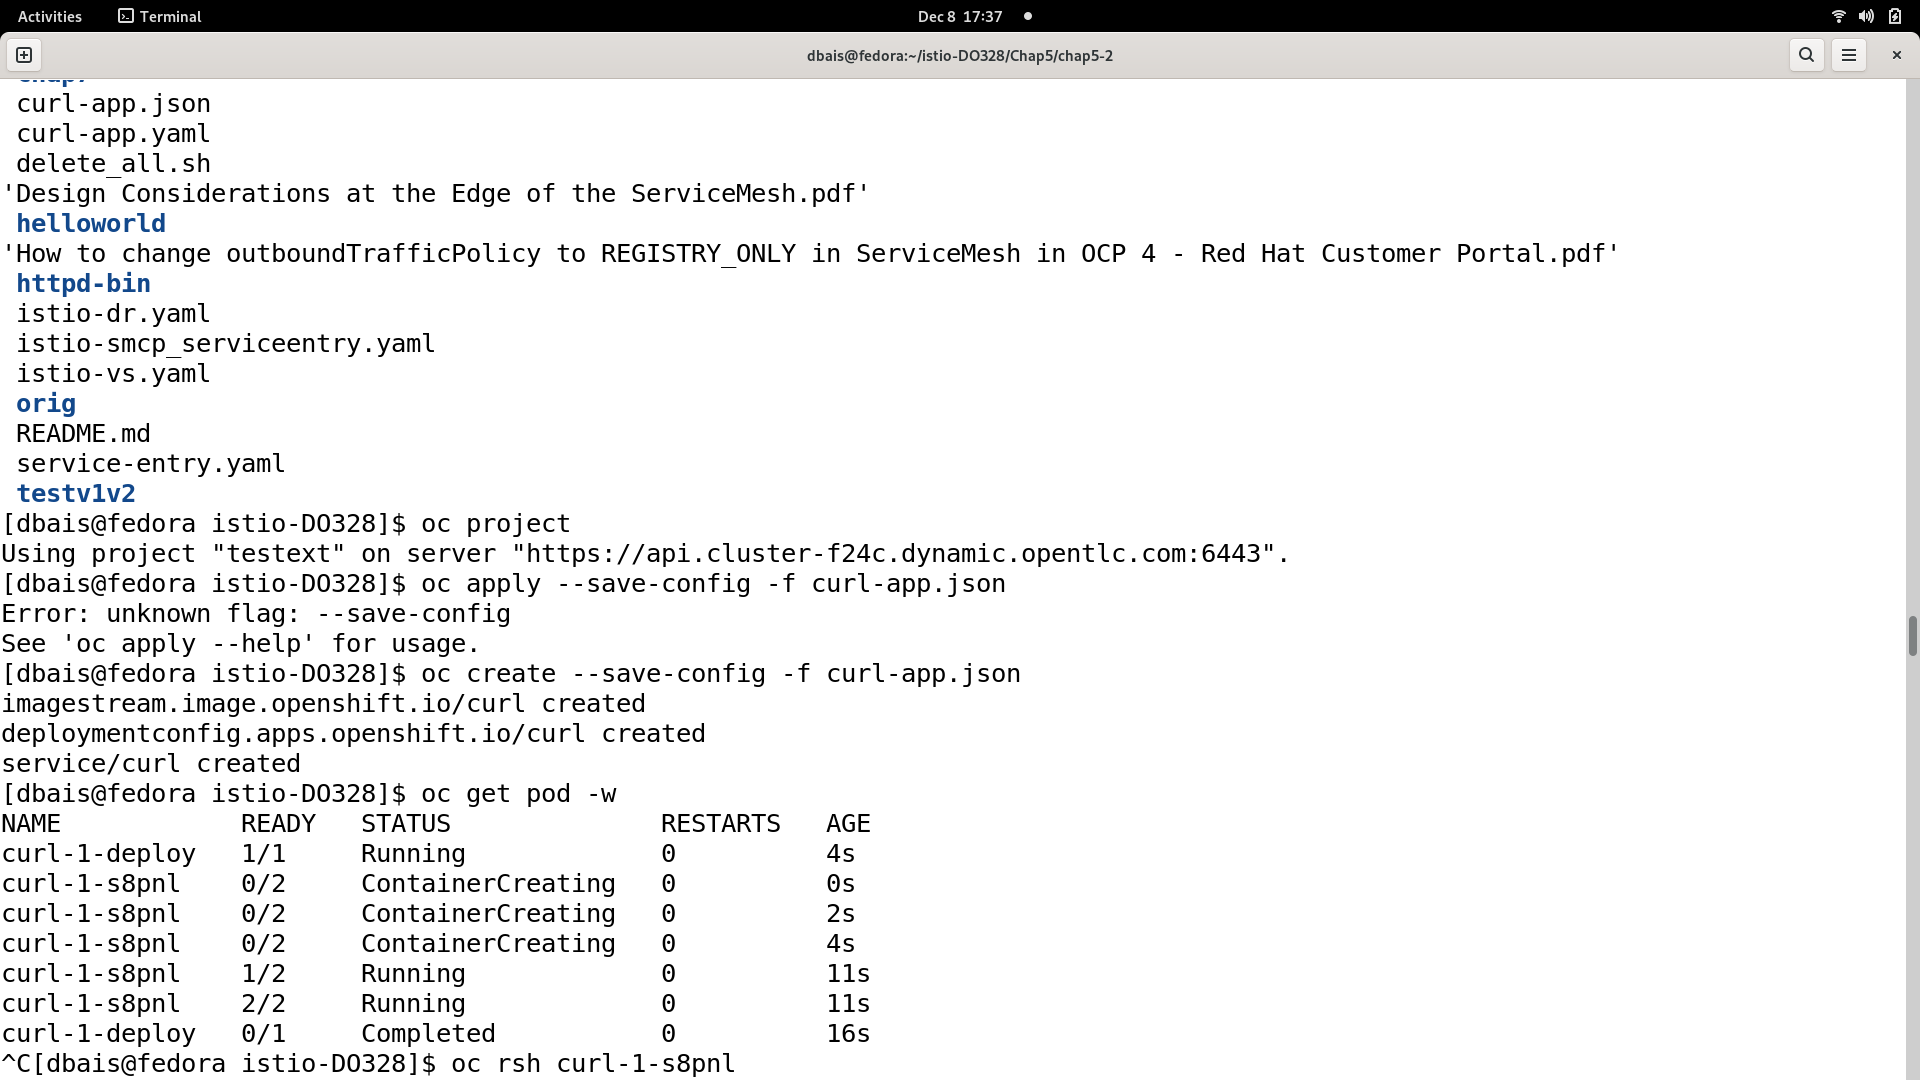 Activities
Terminal
Dec 8 17:37
dbais@fedora:~/istio-DO328/Chap5/chap5-2
curl-app.json
curl-app.yaml
delete_all.sh
'Design Considerations at the Edge of the ServiceMesh.pdf'
helloworld
'How to change outboundTrafficPolicy to REGISTRY_ONLY in ServiceMesh in OCP 4 - Red Hat Customer Portal.pdf'
httpd-bin
istio-dr.yaml
istio-smcp_serviceentry.yaml
istio-vs.yaml
orig
README.md
service-entry.yaml
testv1v2
[dbais@fedora istio-DO328]$ oc project
Using project "testext" on server "https://api.cluster-f24c.dynamic.opentlc.com:6443".
[dbais@fedora istio-DO328]$ oc apply --save-config -f curl-app.json
Error: unknown flag: --save-config
See 'oc apply --help' for usage.
[dbais@fedora istio-DO328]$ oc create --save-config -f curl-app.json
imagestream.image.openshift.io/curl created
deploymentconfig.apps.openshift.io/curl created
service/curl created
[dbais@fedora istio-DO328]$ oc get pod -w
NAME            READY   STATUS              RESTARTS   AGE
curl-1-deploy   1/1     Running             0          4s
curl-1-s8pnl    0/2     ContainerCreating   0          0s
curl-1-s8pnl    0/2     ContainerCreating   0          2s
curl-1-s8pnl    0/2     ContainerCreating   0          4s
curl-1-s8pnl    1/2     Running             0          11s
curl-1-s8pnl    2/2     Running             0          11s
curl-1-deploy   0/1     Completed           0          16s
^C[dbais@fedora istio-DO328]$ oc rsh curl-1-s8pnl